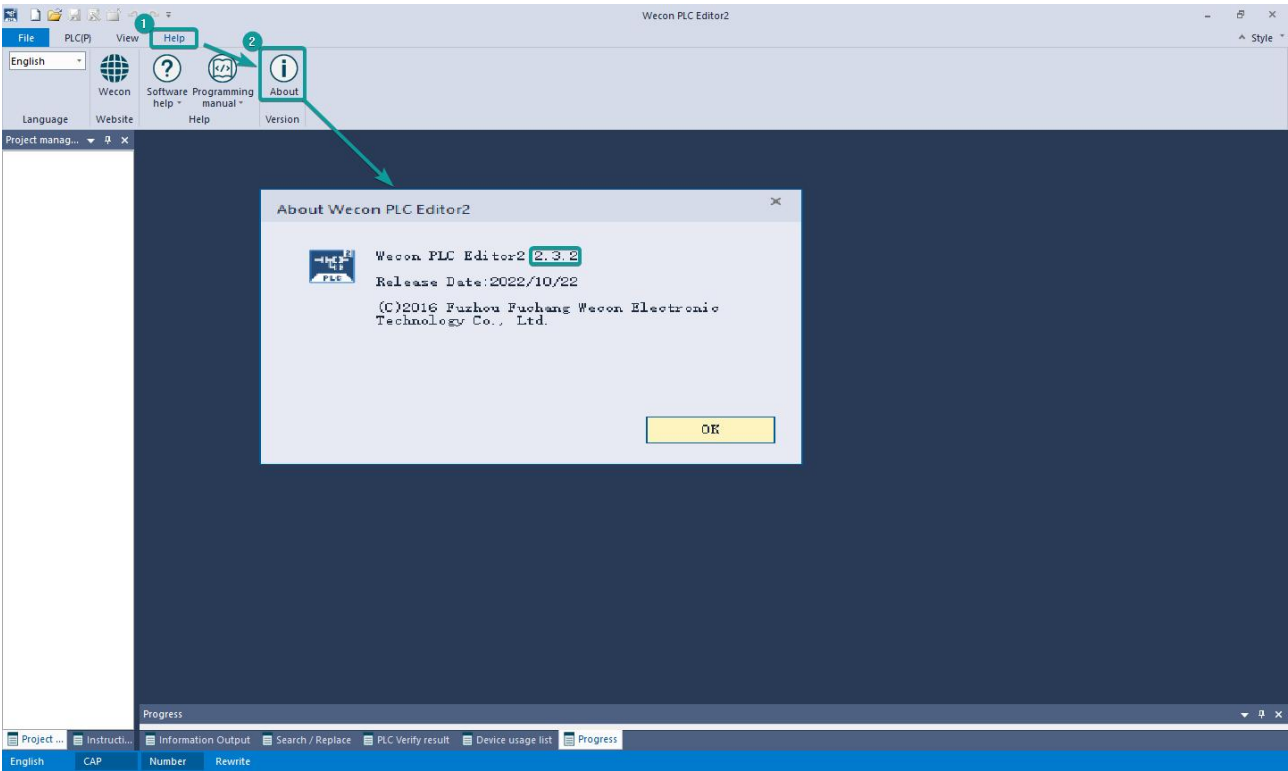 Wecon PLC Editor2
1
File PLC(P) View Help
Style
2
English
Wecon
Software help
Programming manual
About
Language Website Help Version
Project manag...
About Wecon PLC Editor2
PLC
Wecon PLC Editor2 2.3.2
Release Date:2022/10/22
(C)2016 Fuzhou Fuchang Wecon Electronic
Technology Co., Ltd.
OK
Progress
Project ... Instructi... Information Output Search / Replace PLC Verify result Device usage list Progress
English CAP Number Rewrite